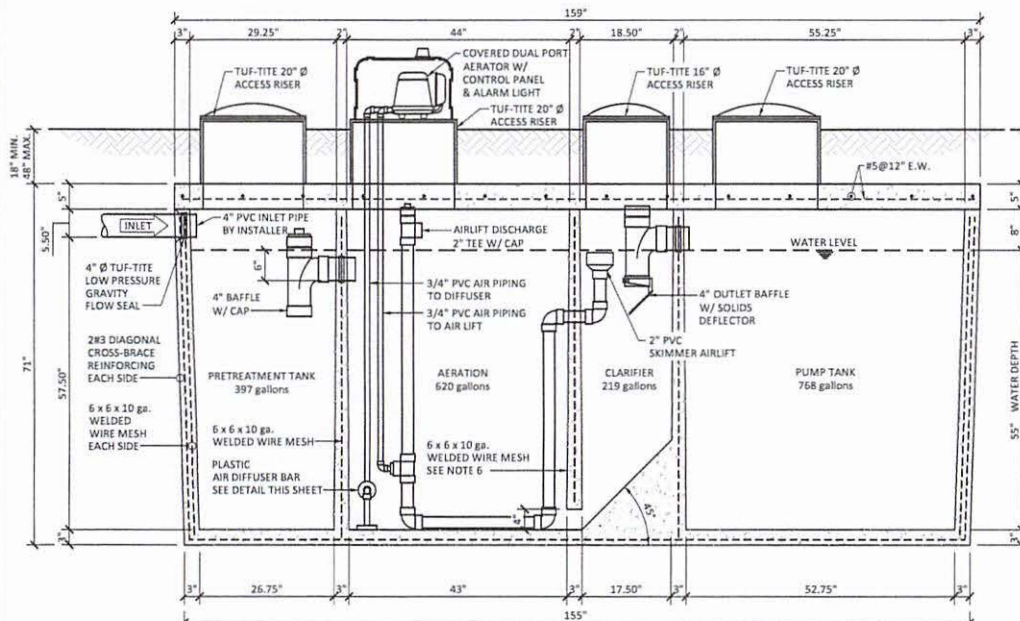 159"
3"
29.25"
2"
44"
2"
18.50"
2"
55.25"
3"
TUF-TITE 20" Ø
ACCESS RISER
COVERED DUAL PORT
AERATOR W/
CONTROL PANEL
& ALARM LIGHT
TUF-TITE 20" Ø
ACCESS RISER
TUF-TITE 16" Ø
ACCESS RISER
TUF-TITE 20" Ø
ACCESS RISER
18" MIN.
48" MAX.
#5@12" E.W.
5"
5"
INLET
4" PVC INLET PIPE
BY INSTALLER
AIRLIFT DISCHARGE
2" TEE W/ CAP
WATER LEVEL
8"
5.50"
6"
4" Ø TUF-TITE
LOW PRESSURE
GRAVITY
FLOW SEAL
4" BAFFLE
W/ CAP
3/4" PVC AIR PIPING
TO DIFFUSER
3/4" PVC AIR PIPING
TO AIR LIFT
4" OUTLET BAFFLE
W/ SOLIDS
DEFLECTOR
2" PVC
SKIMMER AIRLIFT
2#3 DIAGONAL
CROSS-BRACE
REINFORCING
EACH SIDE
71"
57.50"
PRETREATMENT TANK
397 gallons
AERATION
620 gallons
CLARIFIER
219 gallons
PUMP TANK
768 gallons
55" WATER DEPTH
6 x 6 x 10 ga.
WELDED
WIRE MESH
EACH SIDE
6 x 6 x 10 ga.
WELDED WIRE MESH
6 x 6 x 10 ga.
WELDED WIRE MESH
SEE NOTE 6
PLASTIC
AIR DIFFUSER BAR
SEE DETAIL THIS SHEET
4"
45°
3"
3"
3"
26.75"
3"
43"
3"
17.50"
3"
52.75"
3"
155"